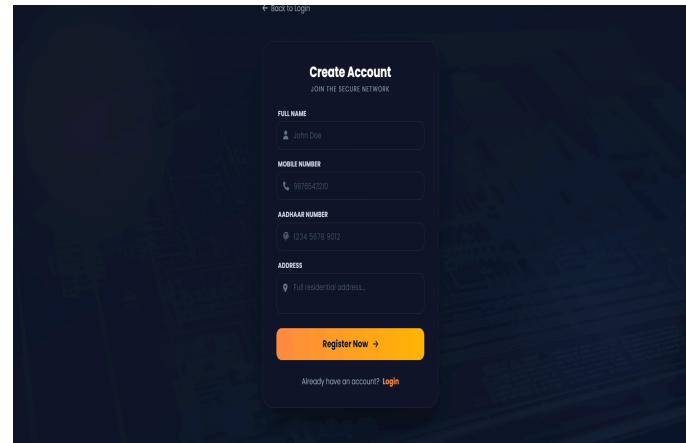 ← Back to Login
Create Account
JOIN THE SECURE NETWORK
FULL NAME
John Doe
MOBILE NUMBER
9876543210
AADHAAR NUMBER
1234 5678 9012
ADDRESS
Full residential address...
Register Now →
Already have an account? Login